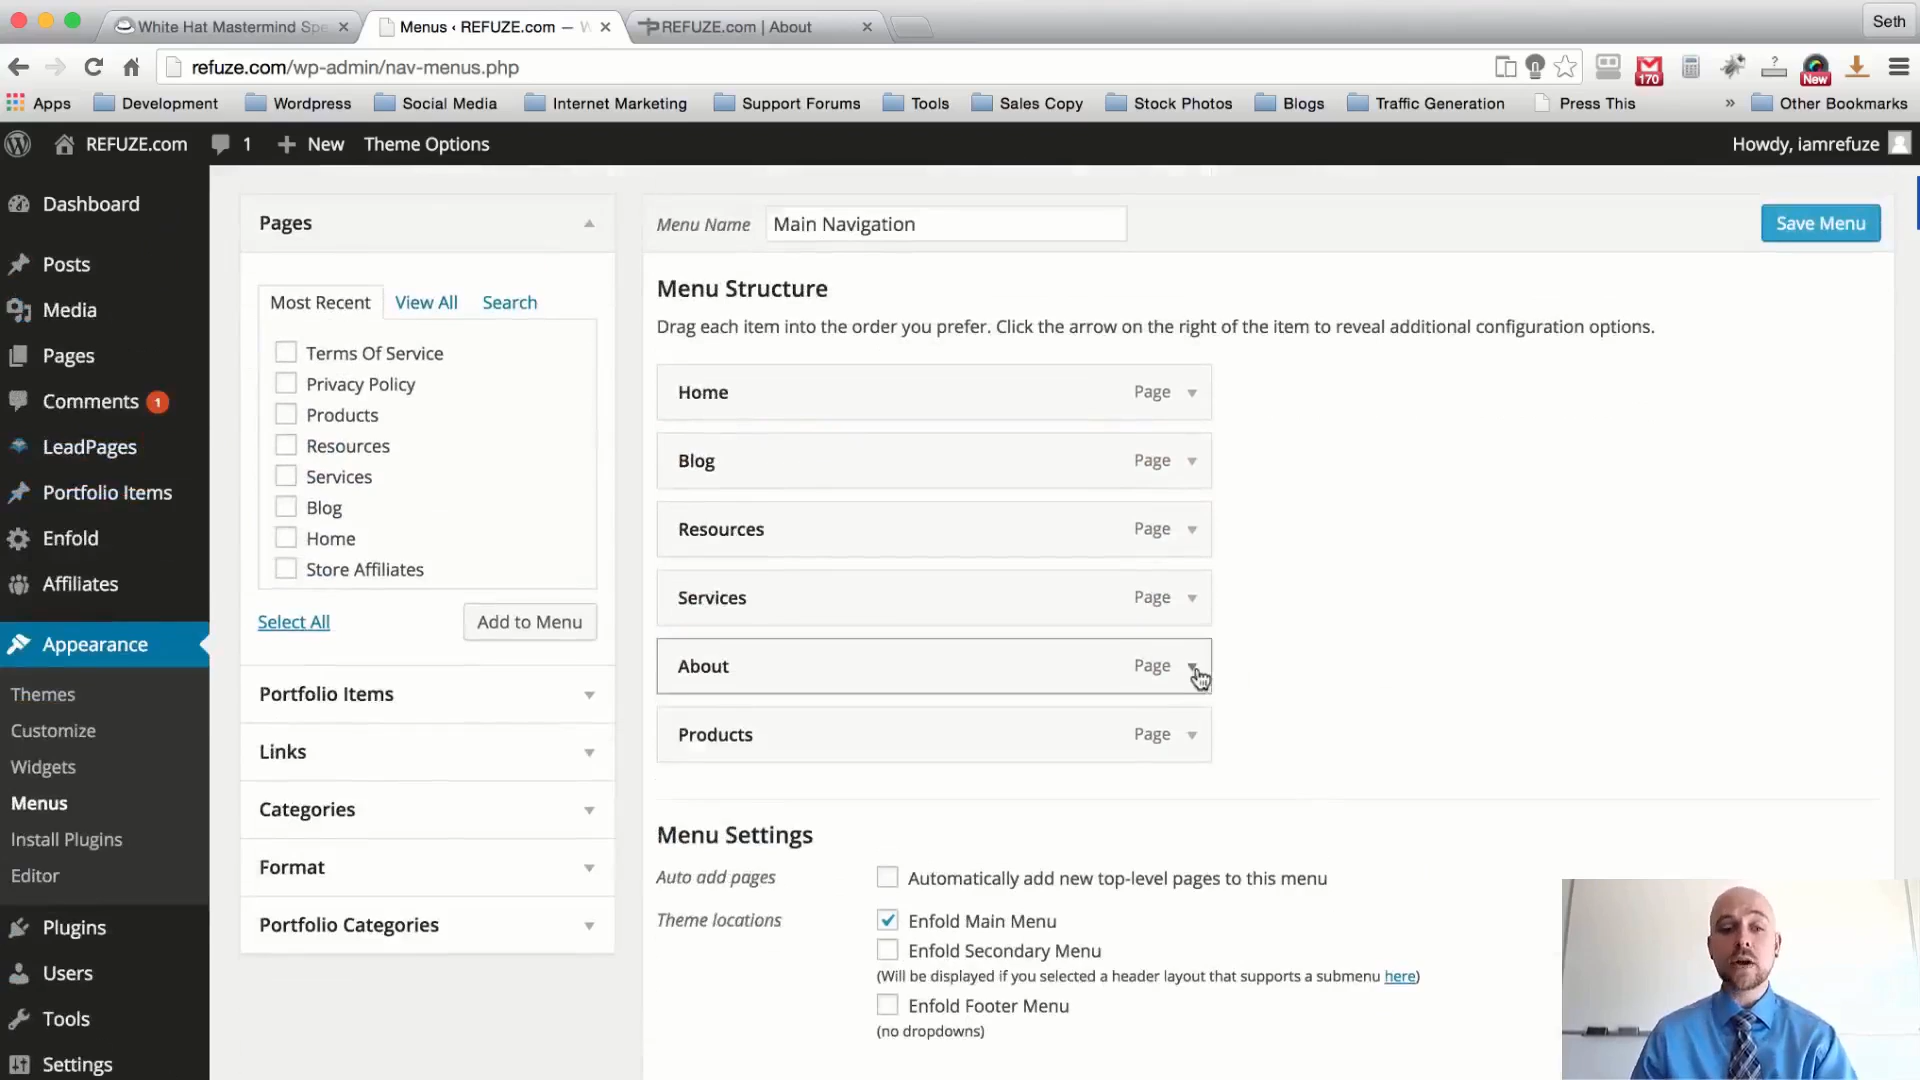 White Hat Mastermind Spe
Menus ‹ REFUZE.com — W
REFUZE.com | About
Seth
refuze.com/wp-admin/nav-menus.php
170
?
New
Apps
Development
Wordpress
Social Media
Internet Marketing
Support Forums
Tools
Sales Copy
Stock Photos
Blogs
Traffic Generation
Press This
»
Other Bookmarks
REFUZE.com
1
New
Theme Options
Howdy, iamrefuze
Dashboard
Posts
Media
Pages
Comments 1
LeadPages
Portfolio Items
Enfold
Affiliates
Appearance
Themes
Customize
Widgets
Menus
Install Plugins
Editor
Plugins
Users
Tools
Settings
Pages
Most Recent
View All
Search
Terms Of Service
Privacy Policy
Products
Resources
Services
Blog
Home
Store Affiliates
Select All
Add to Menu
Portfolio Items
Links
Categories
Format
Portfolio Categories
Menu Name
Main Navigation
Save Menu
Menu Structure
Drag each item into the order you prefer. Click the arrow on the right of the item to reveal additional configuration options.
Home Page
Blog Page
Resources Page
Services Page
About Page
Products Page
Menu Settings
Auto add pages
Automatically add new top-level pages to this menu
Theme locations
Enfold Main Menu
Enfold Secondary Menu
(Will be displayed if you selected a header layout that supports a submenu here)
Enfold Footer Menu
(no dropdowns)